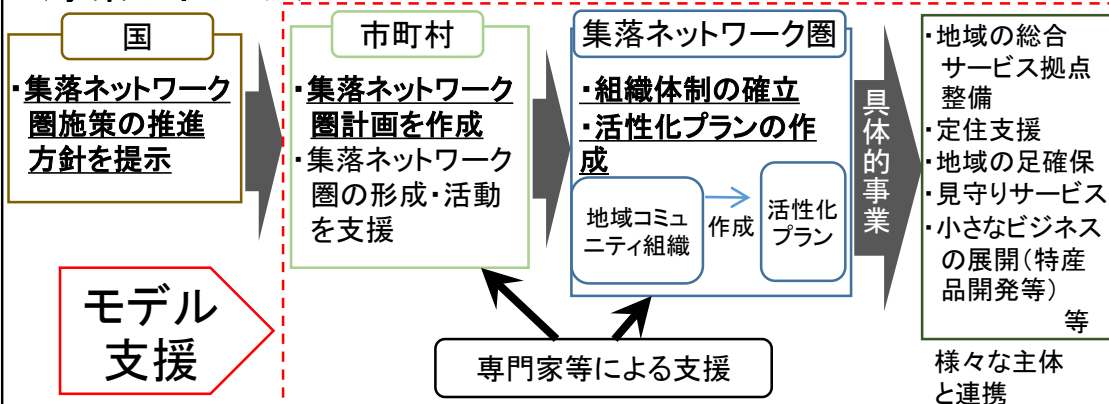 国
・集落ネットワーク
圏施策の推進
方針を提示
市町村
・集落ネットワーク
圏計画を作成
・集落ネットワーク
圏の形成・活動
を支援
集落ネットワーク圏
・組織体制の確立
・活性化プランの作
成
地域コミュ
ニティ組織
作成
活性化
プラン
具体的事業
・地域の総合
サービス拠点
整備
・定住支援
・地域の足確保
・見守りサービス
・小さなビジネス
の展開(特産
品開発等)
等
様々な主体
と連携
モデル
支援
専門家等による支援